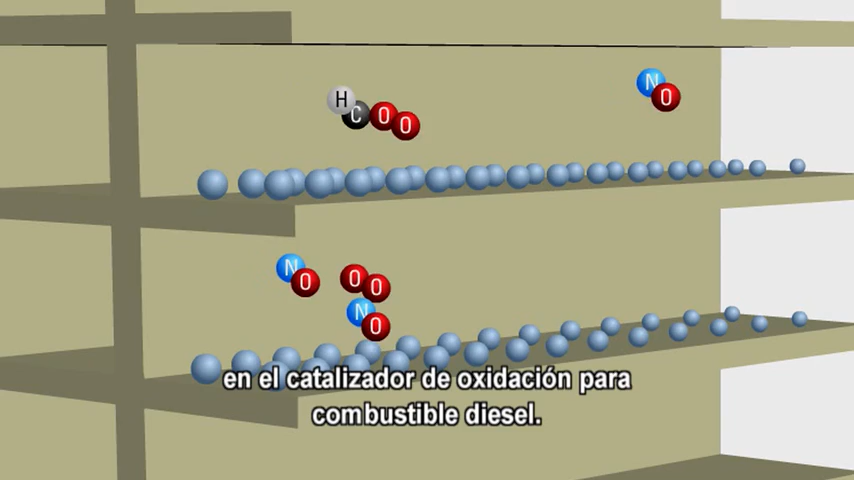 H C O O
N O
N O O O
N O
en el catalizador de oxidación para
combustible diesel.